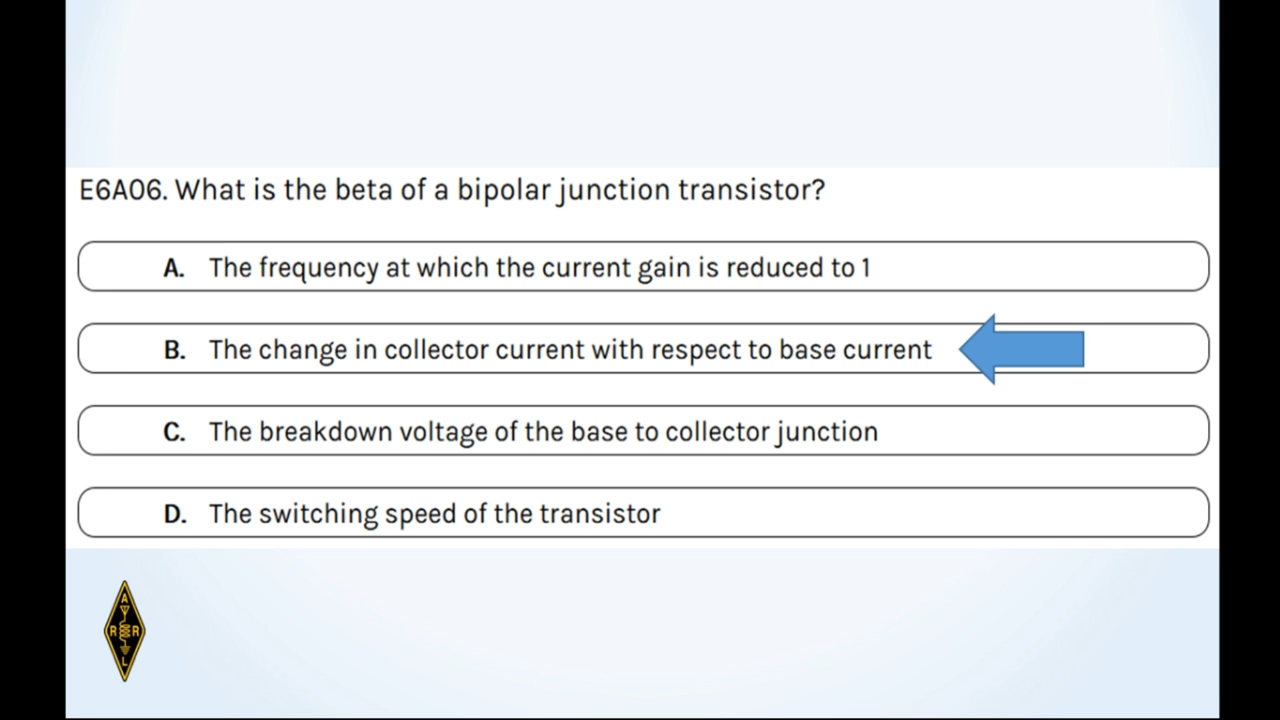 E6A06. What is the beta of a bipolar junction transistor?
A. The frequency at which the current gain is reduced to 1
B. The change in collector current with respect to base current
C. The breakdown voltage of the base to collector junction
D. The switching speed of the transistor
A
R R
L